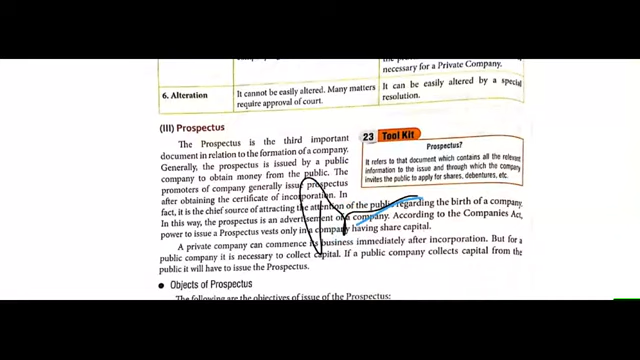 necessary for a Private Company.
6. Alteration
It cannot be easily altered. Many matters
require approval of court.
It can be easily altered by a special
resolution.
(III) Prospectus
The Prospectus is the third important
document in relation to the formation of a company.
Generally, the prospectus is issued by a public
company to obtain money from the public. The
promoters of company generally issue prospectus
after obtaining the certificate of incorporation. In
fact, it is the chief source of attracting the attention of the public regarding the birth of a company.
In this way, the prospectus is an advertisement of a company. According to the Companies Act,
power to issue a Prospectus vests only in a company having share capital.
23 Tool Kit
Prospectus?
It refers to that document which contains all the relevant
information to the issue and through which the company
invites the public to apply for shares, debentures, etc.
A private company can commence its business immediately after incorporation. But for a
public company it is necessary to collect capital. If a public company collects capital from the
public it will have to issue the Prospectus.
● Objects of Prospectus
The following are the objectives of issue of the Prospectus: